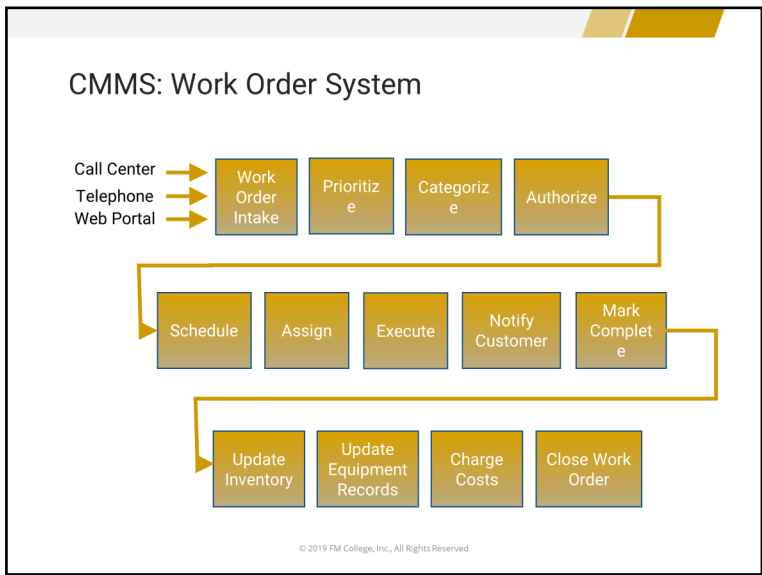 CMMS: Work Order System
Call Center
Telephone
Web Portal
Work
Order
Intake
Prioritiz
e
Categoriz
e
Authorize
Schedule
Assign
Execute
Notify
Customer
Mark
Complet
e
Update
Inventory
Update
Equipment
Records
Charge
Costs
Close Work
Order
© 2019 FM College, Inc., All Rights Reserved